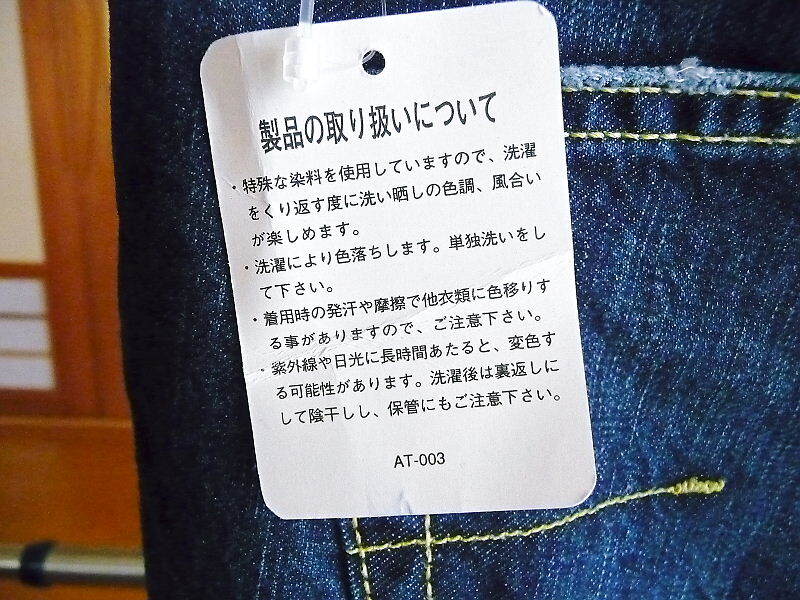 製品の取り扱いについて
・特殊な染料を使用していますので、洗濯
をくり返す度に洗い晒しの色調、風合い
が楽しめます。
・洗濯により色落ちします。単独洗いをし
て下さい。
・着用時の発汗や摩擦で他衣類に色移りす
る事がありますので、ご注意下さい。
・紫外線や日光に長時間あたると、変色す
る可能性があります。洗濯後は裏返しに
して陰干しし、保管にもご注意下さい。
AT-003